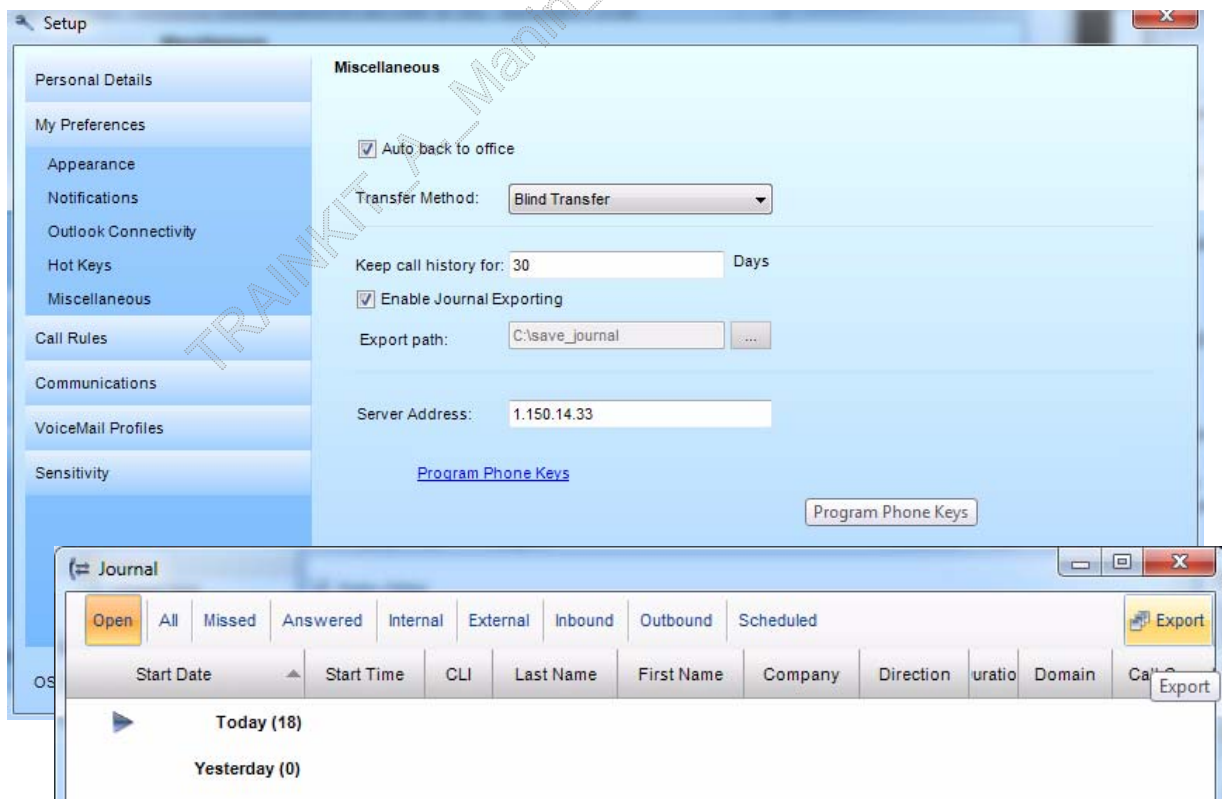 Setup
Personal Details
My Preferences
Appearance
Notifications
Outlook Connectivity
Hot Keys
Miscellaneous
Call Rules
Communications
VoiceMail Profiles
Sensitivity
Miscellaneous
Auto back to office
Transfer Method: Blind Transfer
Keep call history for: 30 Days
Enable Journal Exporting
Export path: C:\save_journal ...
Server Address: 1.150.14.33
Program Phone Keys
Program Phone Keys
TRAINKIT_A_Manin
OS
Journal
Open All Missed Answered Internal External Inbound Outbound Scheduled Export
Start Date Start Time CLI Last Name First Name Company Direction uratio Domain
Export
Today (18)
Yesterday (0)